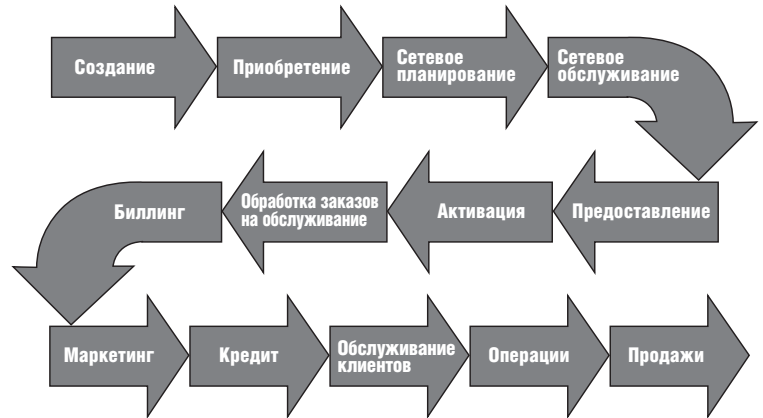 Создание
Приобретение
Сетевое
планирование
Сетевое
обслуживание
Предоставление
Активация
Обработка заказов
на обслуживание
Биллинг
Маркетинг
Кредит
Обслуживание
клиентов
Операции
Продажи